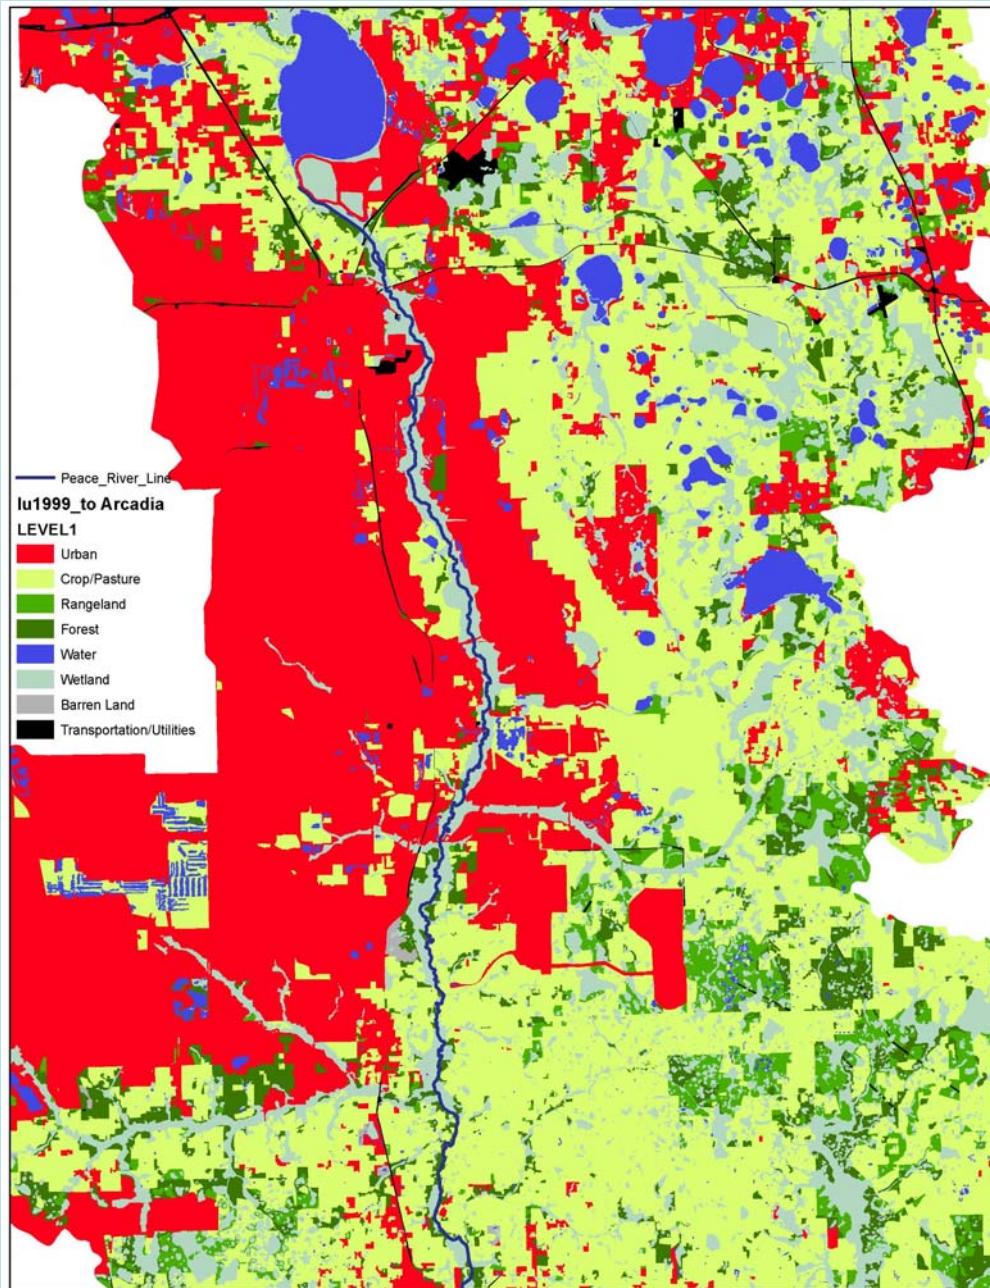 Peace_River_Line
lu1999_to Arcadia
LEVEL1
Urban
Crop/Pasture
Rangeland
Forest
Water
Wetland
Barren Land
Transportation/Utilities